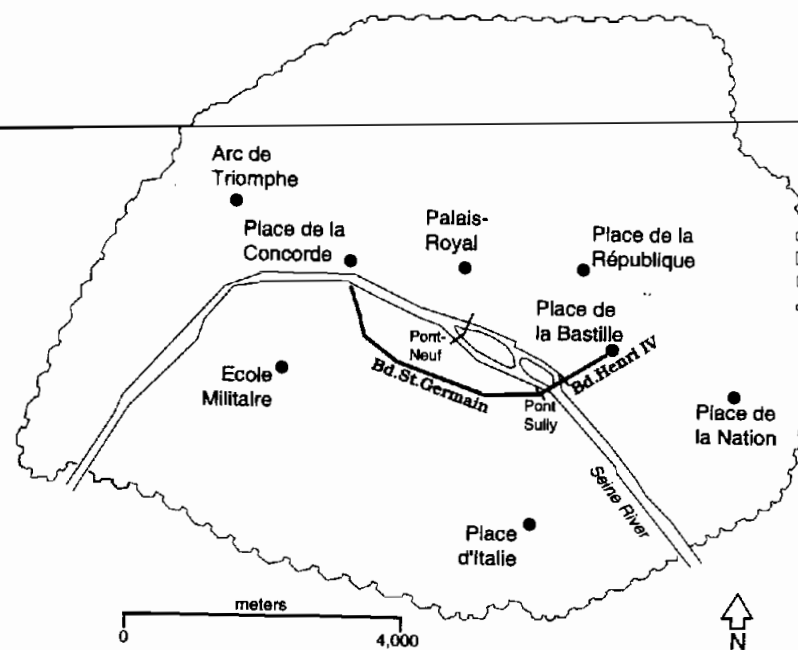 Arc de
Triomphe
Place de la
Concorde
Palais-
Royal
Place de la
République
Place de
la Bastille
Pont-
Neuf
Bd.Henri IV
Ecole
Militaire
Bd.St.Germain
Pont
Sully
Place de
la Nation
Seine River
Place
d'Italie
meters
0
4,000
N